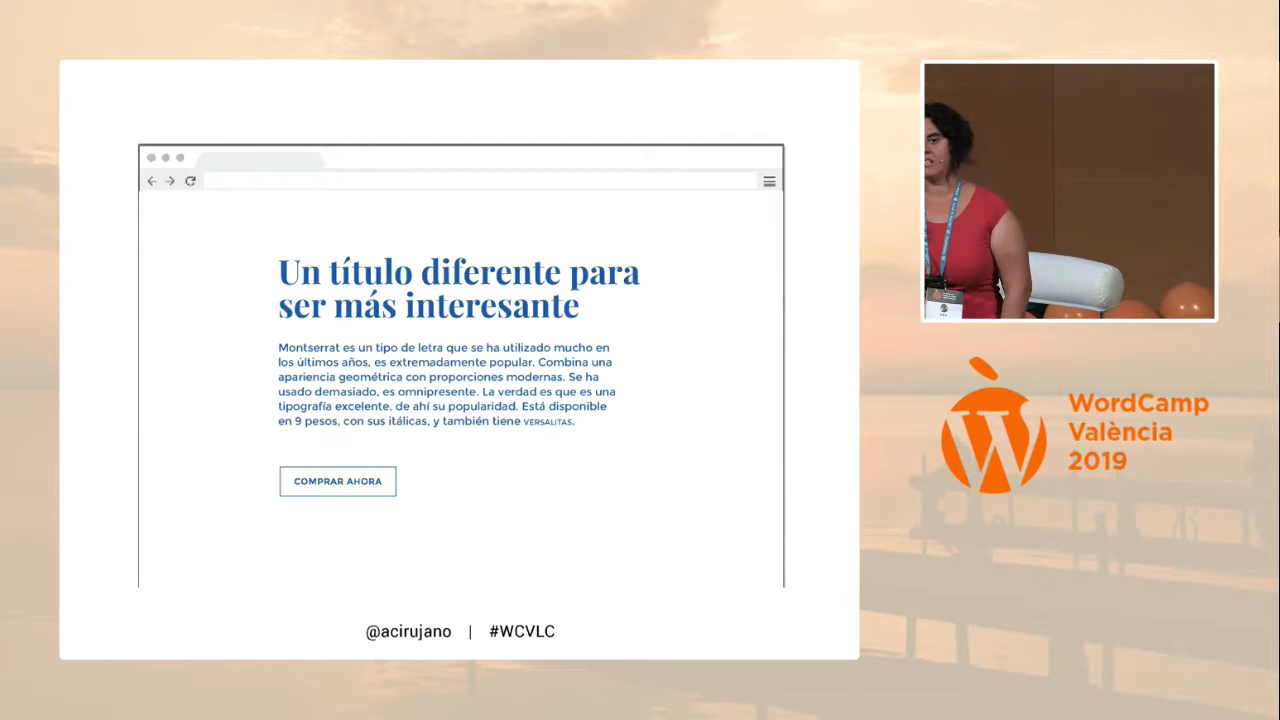 Un título diferente para
ser más interesante
Montserrat es un tipo de letra que se ha utilizado mucho en
los últimos años, es extremadamente popular. Combina una
apariencia geométrica con proporciones modernas. Se ha
usado demasiado, es omnipresente. La verdad es que es una
tipografía excelente, de ahí su popularidad. Está disponible
en 9 pesos, con sus itálicas, y también tiene VERSALITAS.
COMPRAR AHORA
@acirujano | #WCVLC
WordCamp
València
2019